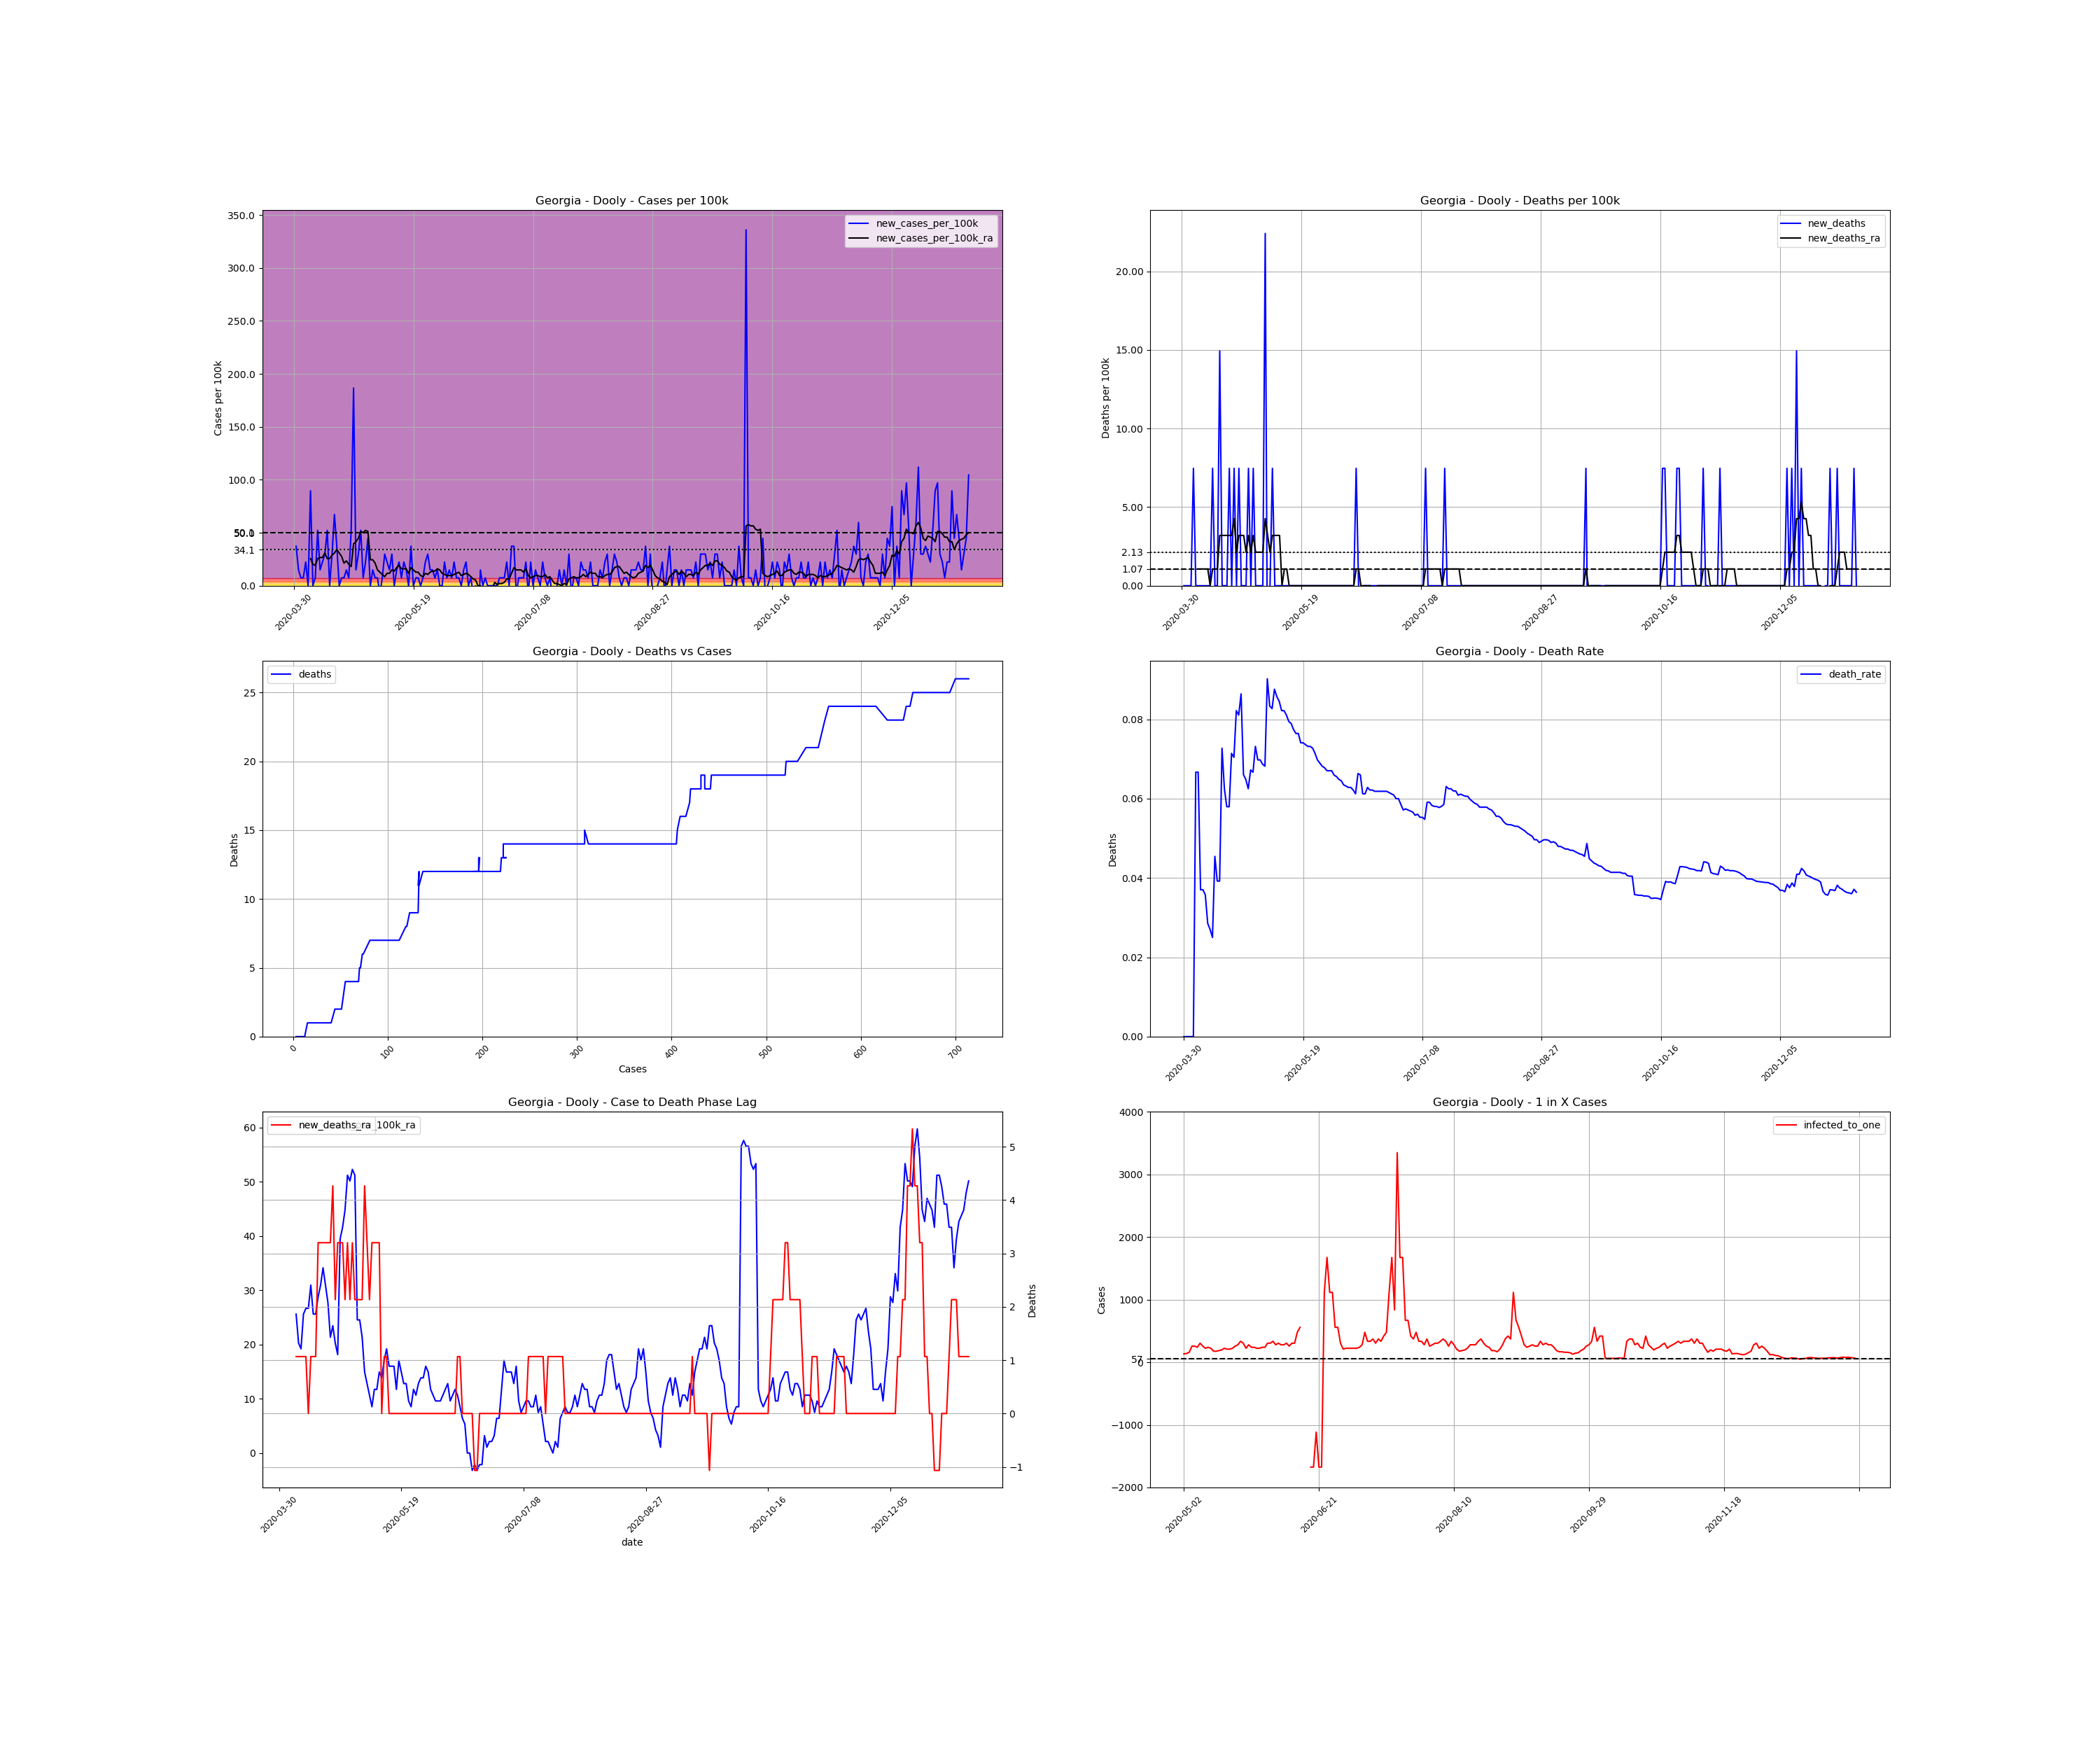 Georgia - Dooly - Cases per 100k
Cases per 100k
350.0
300.0
250.0
200.0
150.0
100.0
34.1
0.0
new_cases_per_100k
new_cases_per_100k_ra
2020-03-30 2020-05-19 2020-07-08 2020-08-27 2020-10-16 2020-12-05
Georgia - Dooly - Deaths per 100k
Deaths per 100k
20.00
15.00
10.00
5.00
2.13
1.07
0.00
new_deaths
new_deaths_ra
2020-03-30 2020-05-19 2020-07-08 2020-08-27 2020-10-16 2020-12-05
Georgia - Dooly - Deaths vs Cases
Deaths
25
20
15
10
5
0
deaths
0 100 200 300 400 500 600 700
Cases
Georgia - Dooly - Death Rate
Deaths
0.08
0.06
0.04
0.02
0.00
death_rate
2020-03-30 2020-05-19 2020-07-08 2020-08-27 2020-10-16 2020-12-05
Georgia - Dooly - Case to Death Phase Lag
60
50
40
30
20
10
0
new_deaths_ra _100k_ra
5
4
3
2
1
0
−1
Deaths
2020-03-30 2020-05-19 2020-07-08 2020-08-27 2020-10-16 2020-12-05
date
Georgia - Dooly - 1 in X Cases
Cases
4000
3000
2000
1000
57
0
−1000
−2000
infected_to_one
2020-05-02 2020-06-21 2020-08-10 2020-09-29 2020-11-18